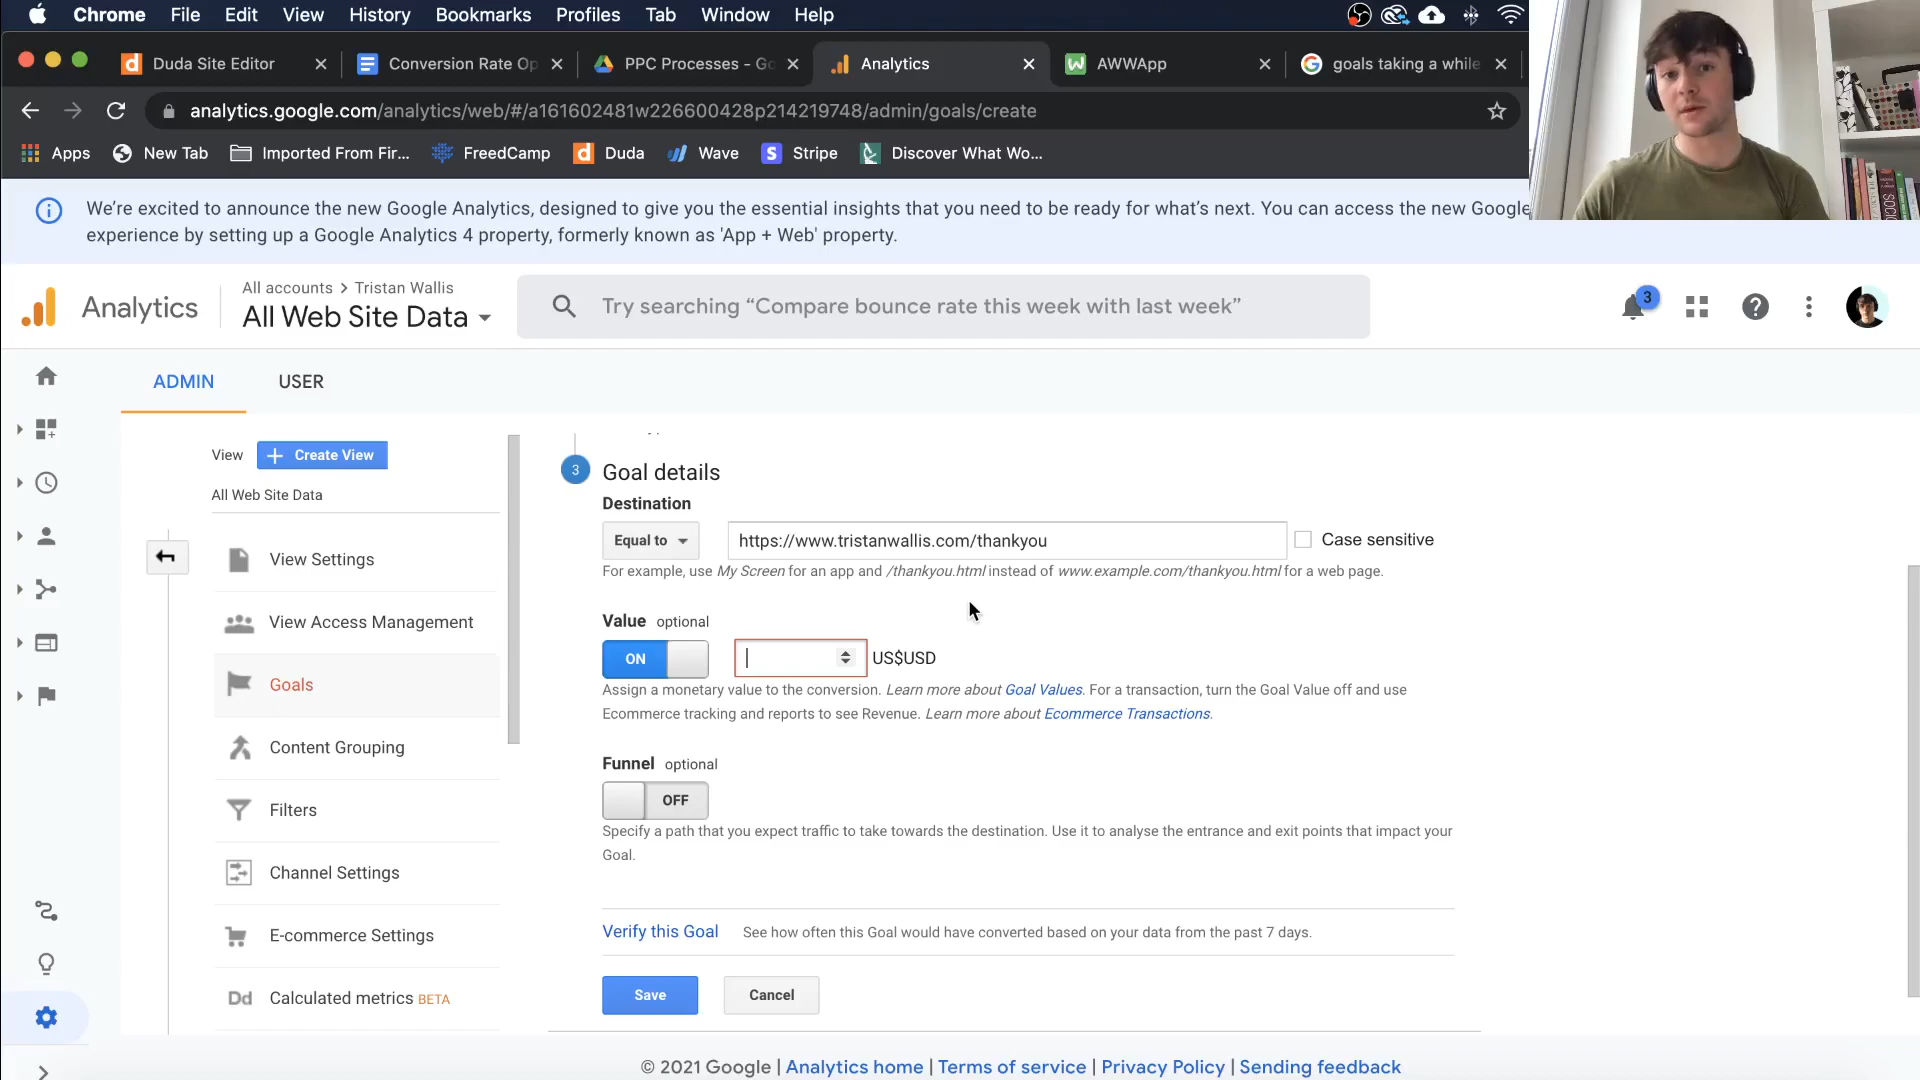 Chrome File Edit View History Bookmarks Profiles Tab Window Help
Duda Site Editor
Conversion Rate Op
PPC Processes - Go
Analytics
AWWApp
goals taking a while
analytics.google.com/analytics/web/#/a161602481w226600428p214219748/admin/goals/create
Apps New Tab Imported From Fir... FreedCamp Duda Wave Stripe Discover What Wo...
We're excited to announce the new Google Analytics, designed to give you the essential insights that you need to be ready for what's next. You can access the new Google
experience by setting up a Google Analytics 4 property, formerly known as 'App + Web' property.
Analytics
All accounts > Tristan Wallis
All Web Site Data
Try searching “Compare bounce rate this week with last week”
3
ADMIN USER
View + Create View
All Web Site Data
View Settings
View Access Management
Goals
Content Grouping
Filters
Channel Settings
E-commerce Settings
Dd Calculated metrics BETA
3 Goal details
Destination
Equal to https://www.tristanwallis.com/thankyou Case sensitive
For example, use My Screen for an app and /thankyou.html instead of www.example.com/thankyou.html for a web page.
Value optional
ON US$USD
Assign a monetary value to the conversion. Learn more about Goal Values. For a transaction, turn the Goal Value off and use
Ecommerce tracking and reports to see Revenue. Learn more about Ecommerce Transactions.
Funnel optional
OFF
Specify a path that you expect traffic to take towards the destination. Use it to analyse the entrance and exit points that impact your
Goal.
Verify this Goal See how often this Goal would have converted based on your data from the past 7 days.
Save Cancel
© 2021 Google | Analytics home | Terms of service | Privacy Policy | Sending feedback